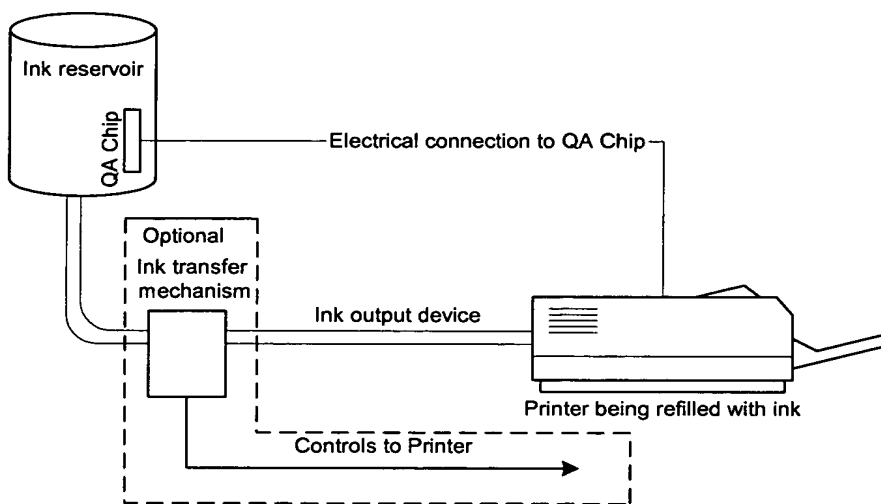 Ink reservoir
QA Chip
Electrical connection to QA Chip
Optional
Ink transfer
mechanism
Ink output device
Printer being refilled with ink
Controls to Printer